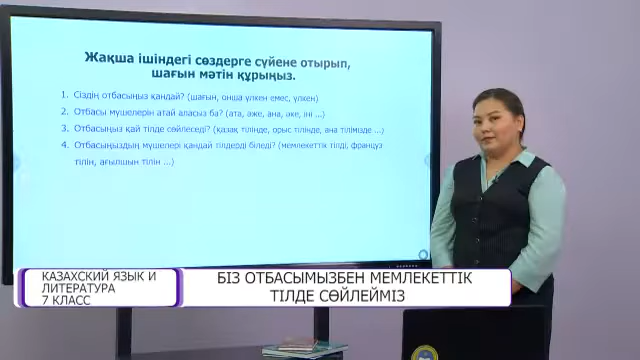 Жақша ішіндегі сөздерге сүйене отырып,
шағын мәтін құрыңыз.
1. Сіздің отбасыңыз қандай? (шағын, онша үлкен емес, үлкен)
2. Отбасы мүшелерін атай аласыз ба? (ата, әже, ана, әке, іні ...)
3. Отбасыңыз қай тілде сөйлеседі? (қазақ тілінде, орыс тілінде, ана тілімізде ...)
4. Отбасыңыздың мүшелері қандай тілдерді біледі? (мемлекеттік тілді, француз
тілін, ағылшын тілін ...)
КАЗАХСКИЙ ЯЗЫК И
ЛИТЕРАТУРА
7 КЛАСС
БІЗ ОТБАСЫМЫЗБЕН МЕМЛЕКЕТТІК
ТІЛДЕ СӨЙЛЕЙМІЗ